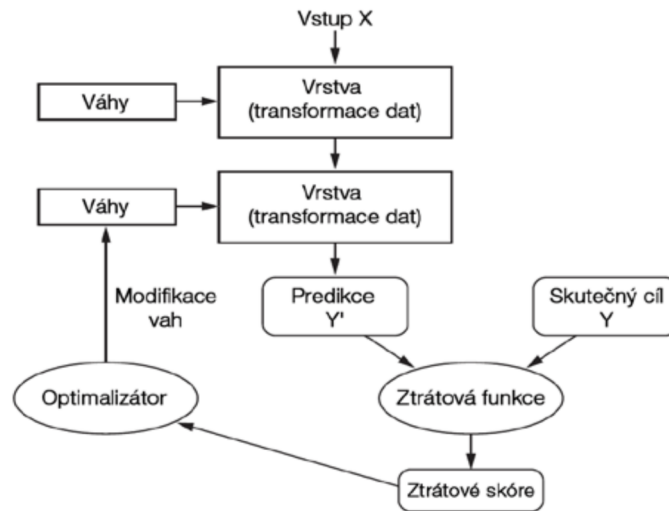 Vstup X
Váhy
Vrstva
(transformace dat)
Váhy
Vrstva
(transformace dat)
Modifikace
vah
Predikce
Y'
Skutečný cíl
Y
Optimalizátor
Ztrátová funkce
Ztrátové skóre